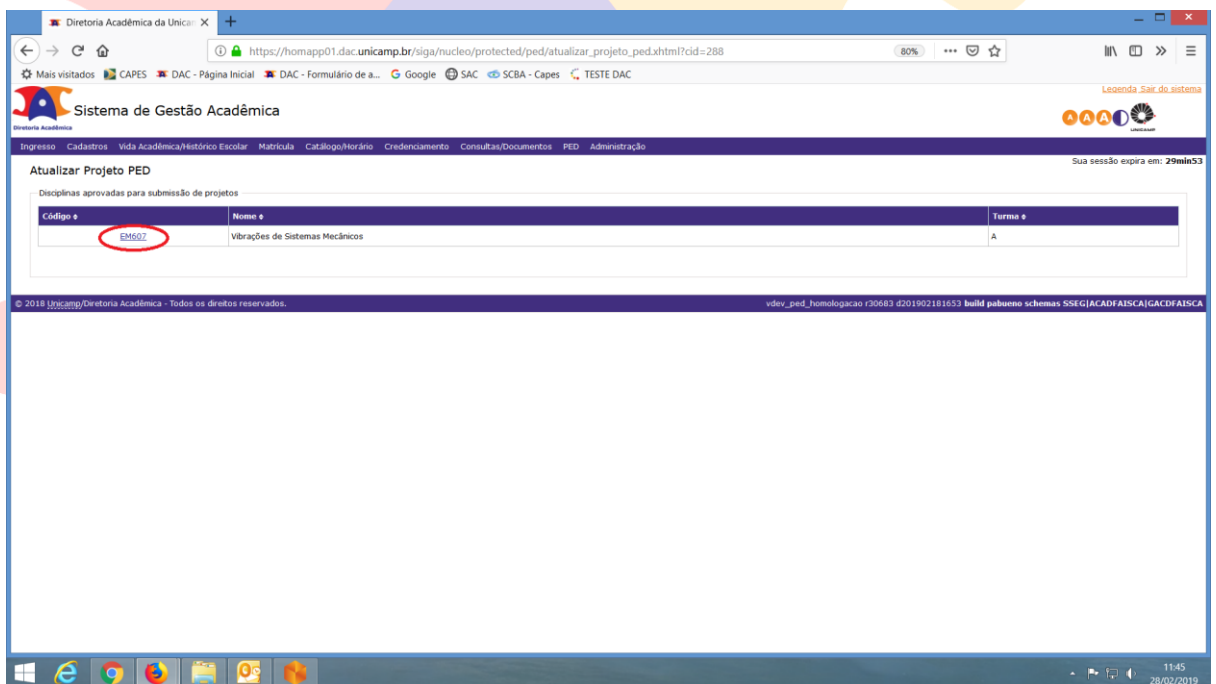 Diretoria Acadêmica da Unicam
https://homapp01.dac.unicamp.br/siga/nucleo/protected/ped/atualizar_projeto_ped.xhtml?cid=288
80%
Mais visitados CAPES DAC - Página Inicial DAC - Formulário de a... Google SAC SCBA - Capes TESTE DAC
Legenda Sair do sistema
Sistema de Gestão Acadêmica
Diretoria Acadêmica
A A A
UNICAMP
Ingresso Cadastros Vida Acadêmica/Histórico Escolar Matrícula Catálogo/Horário Credenciamento Consultas/Documentos PED Administração
Sua sessão expira em: 29min53
Atualizar Projeto PED
Disciplinas aprovadas para submissão de projetos
Código Nome Turma
EM607 Vibrações de Sistemas Mecânicos A
© 2018 Unicamp/Diretoria Acadêmica - Todos os direitos reservados. vdev_ped_homologacao r30683 d201902181653 build pabueno schemas SSEG|ACADFAISCA|GACDFAISCA
11:45
28/02/2019